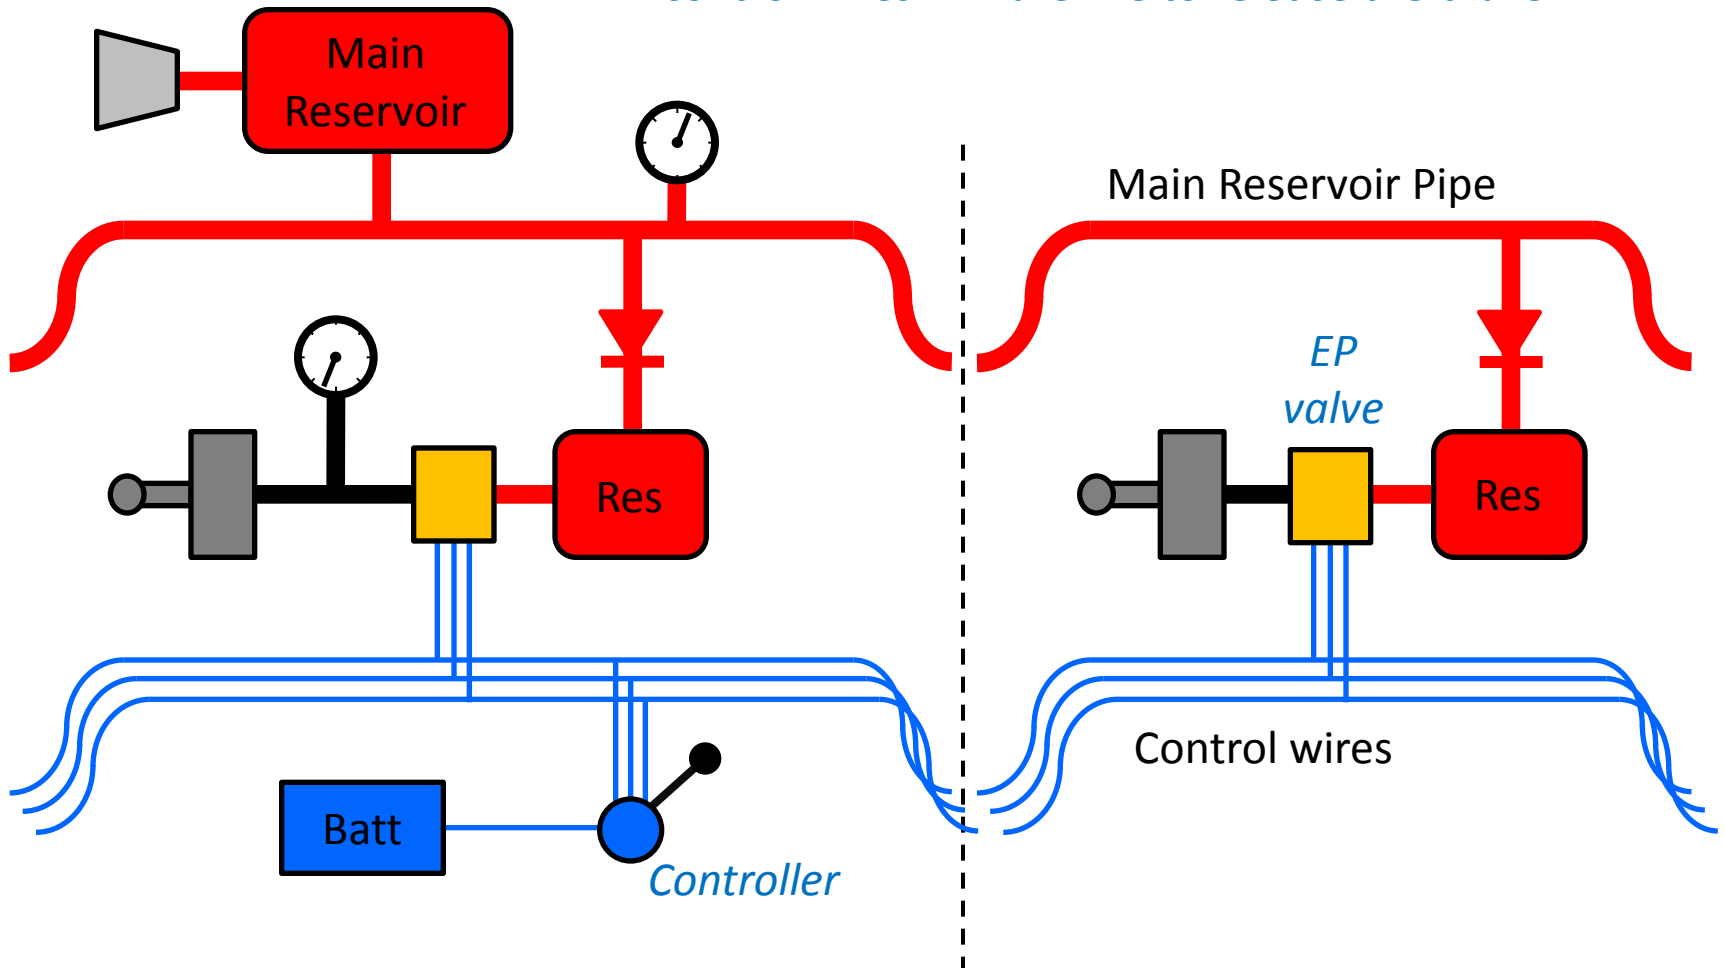 Main
Reservoir
Main Reservoir Pipe
EP
valve
Res
Res
Control wires
Batt
Controller